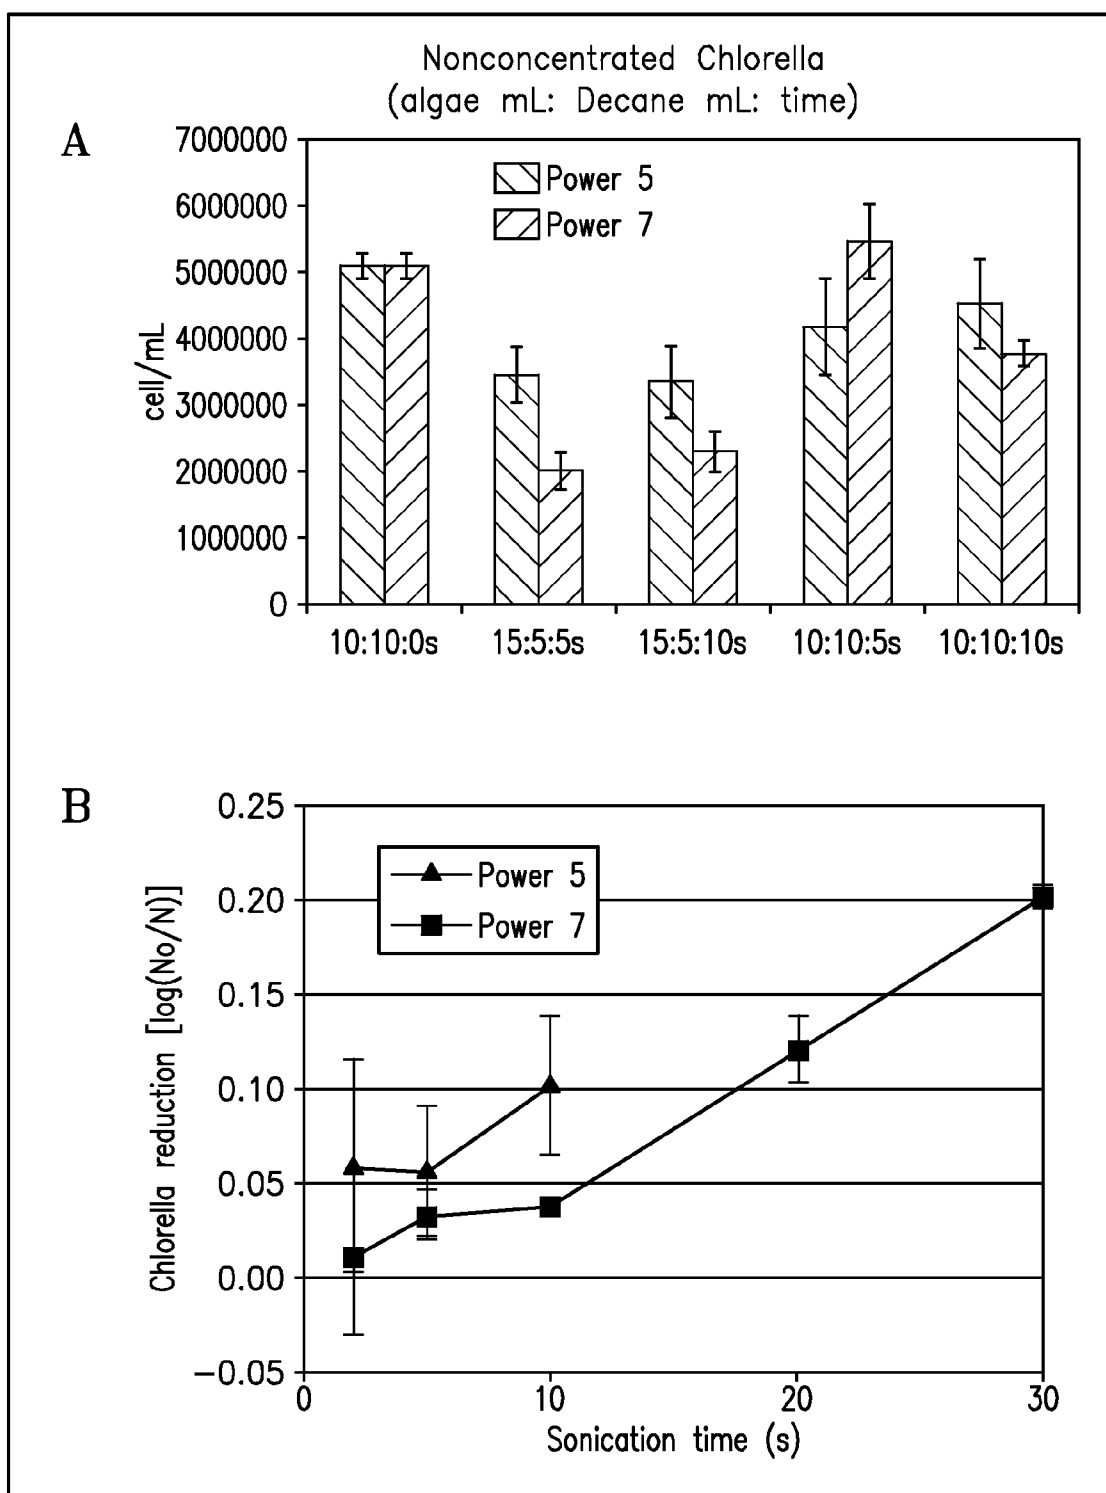 Nonconcentrated Chlorella
(algae mL: Decane mL: time)
A
7000000
6000000
5000000
4000000
3000000
2000000
1000000
0
cell/mL
Power 5
Power 7
10:10:0s 15:5:5s 15:5:10s 10:10:5s 10:10:10s
B
0.25
0.20
0.15
0.10
0.05
0.00
−0.05
Chlorella reduction [log(No/N)]
Power 5
Power 7
0 10 20 30
Sonication time (s)